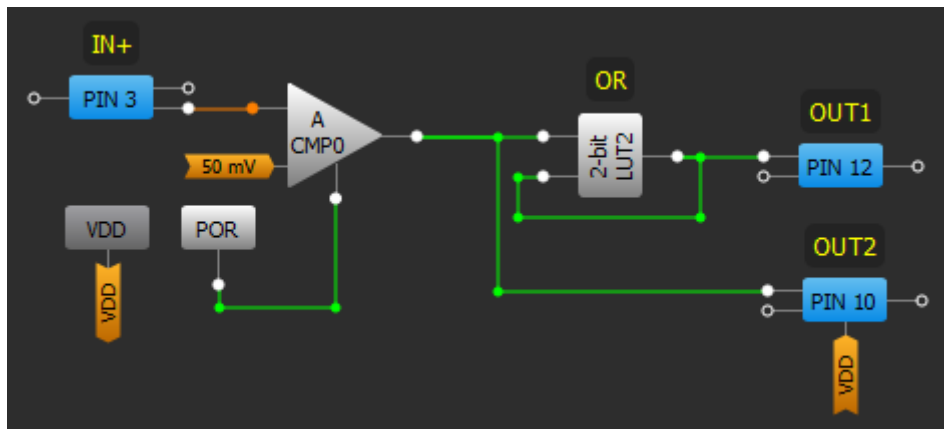 IN+
PIN 3
A
CMP0
50 mV
VDD
VDD
POR
OR
2-bit
LUT2
OUT1
PIN 12
OUT2
PIN 10
VDD